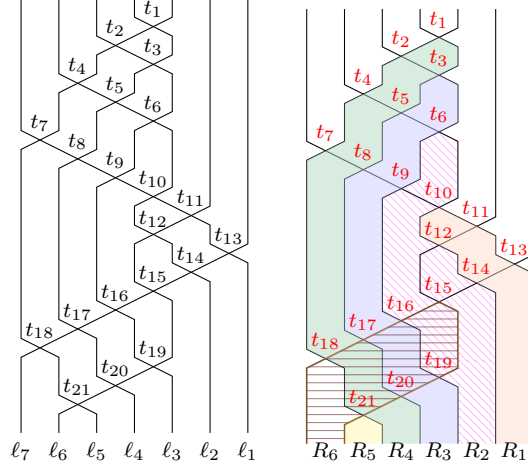 t₁ t₁
t₂ t₂
t₃ t₃
t₄ t₄
t₅ t₅
t₆ t₆
t₇ t₇
t₈ t₈
t₉ t₉
t₁₀ t₁₀
t₁₁ t₁₁
t₁₂ t₁₂
t₁₃ t₁₃
t₁₄ t₁₄
t₁₅ t₁₅
t₁₆ t₁₆
t₁₇ t₁₇
t₁₈ t₁₈
t₁₉ t₁₉
t₂₀ t₂₀
t₂₁ t₂₁
ℓ₇ ℓ₆ ℓ₅ ℓ₄ ℓ₃ ℓ₂ ℓ₁ R₆ R₅ R₄ R₃ R₂ R₁